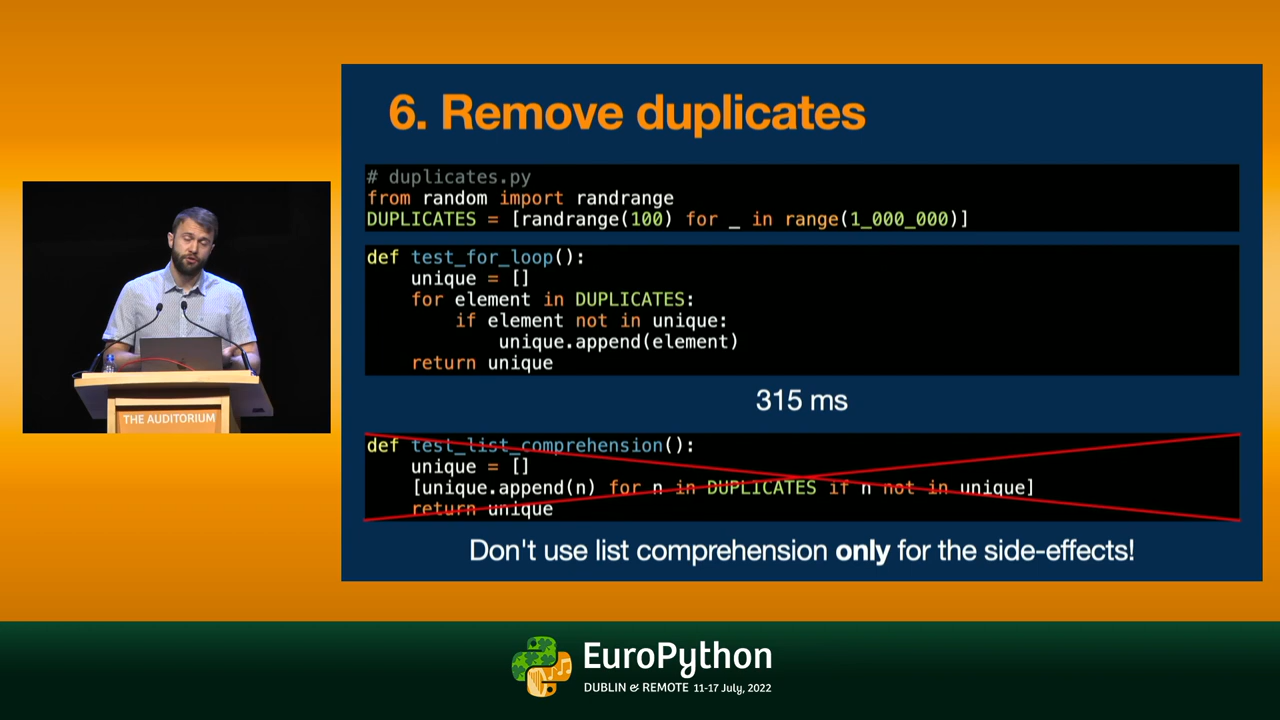 6. Remove duplicates
# duplicates.py
from random import randrange
DUPLICATES = [randrange(100) for _ in range(1_000_000)]
def test_for_loop():
    unique = []
    for element in DUPLICATES:
        if element not in unique:
            unique.append(element)
    return unique
315 ms
def test_list_comprehension():
    unique = []
    [unique.append(n) for n in DUPLICATES if n not in unique]
    return unique
Don't use list comprehension only for the side-effects!
THE AUDITORIUM
EuroPython
DUBLIN & REMOTE 11-17 July, 2022